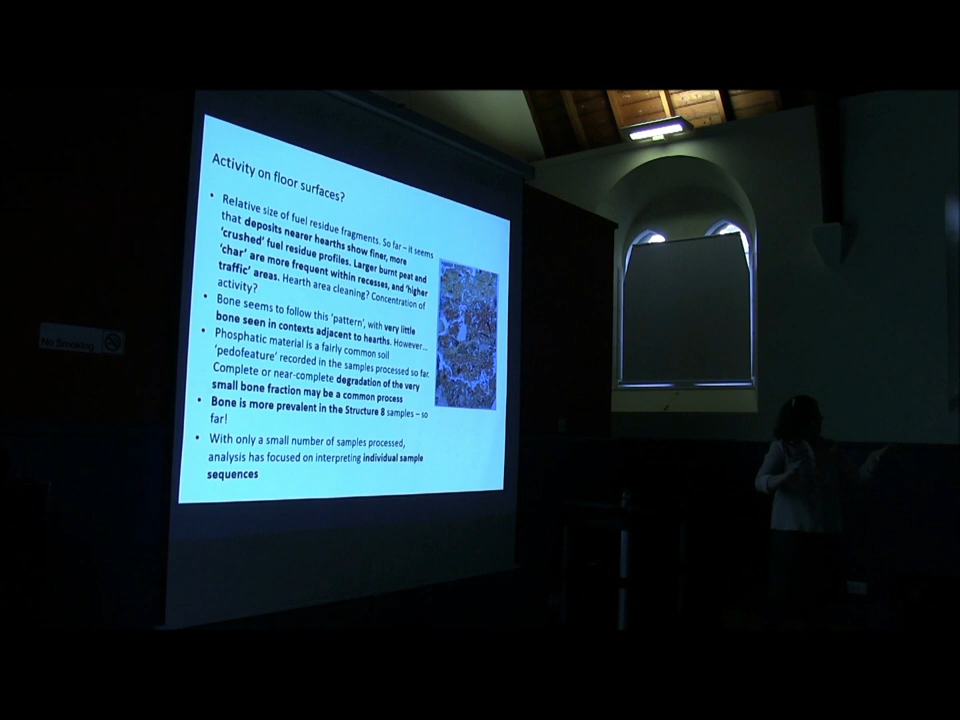 Activity on floor surfaces?
• Relative size of fuel residue fragments. So far – it seems
that deposits nearer hearths show finer, more
'crushed' fuel residue profiles. Larger burnt peat and
'char' are more frequent within recesses, and 'higher
traffic' areas. Hearth area cleaning? Concentration of
activity?
• Bone seems to follow this 'pattern', with very little
bone seen in contexts adjacent to hearths. However...
• Phosphatic material is a fairly common soil
'pedofeature' recorded in the samples processed so far.
Complete or near-complete degradation of the very
small bone fraction may be a common process
• Bone is more prevalent in the Structure 8 samples – so
far!
• With only a small number of samples processed,
analysis has focused on interpreting individual sample
sequences
No Smoking